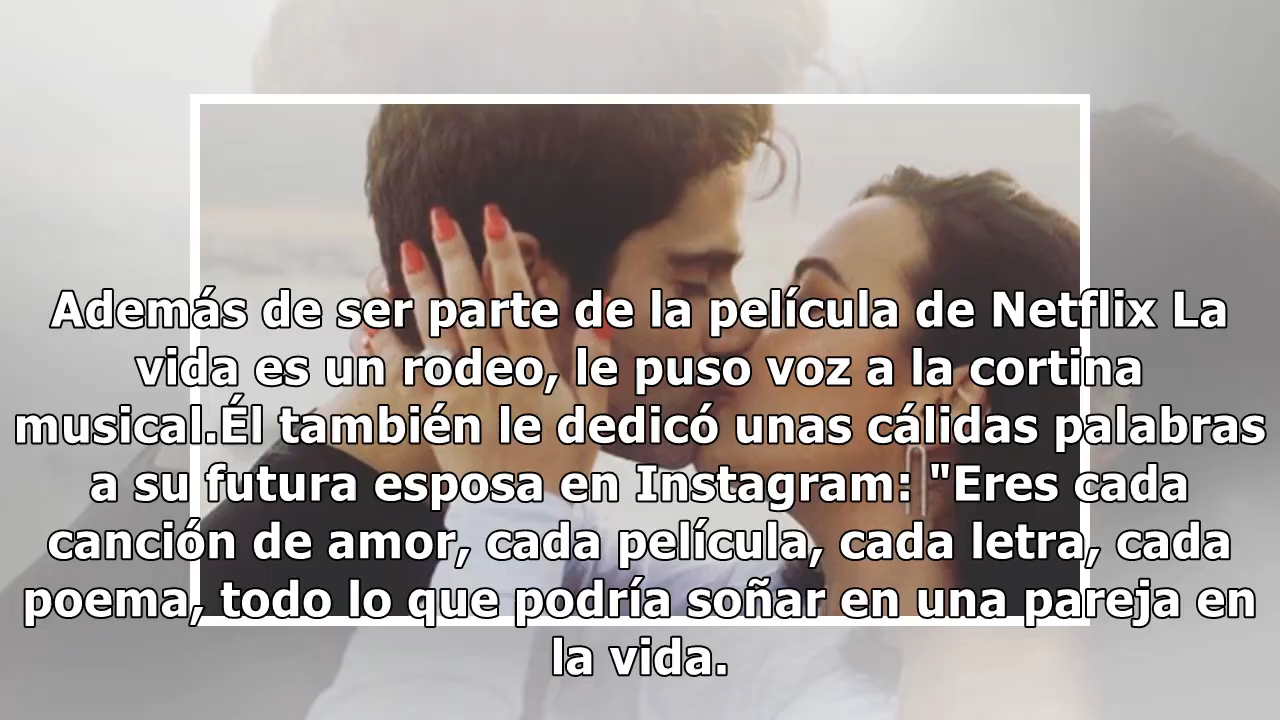 Además de ser parte de la película de Netflix La
vida es un rodeo, le puso voz a la cortina
musical.Él también le dedicó unas cálidas palabras
a su futura esposa en Instagram: "Eres cada
canción de amor, cada película, cada letra, cada
poema, todo lo que podría soñar en una pareja en
la vida.